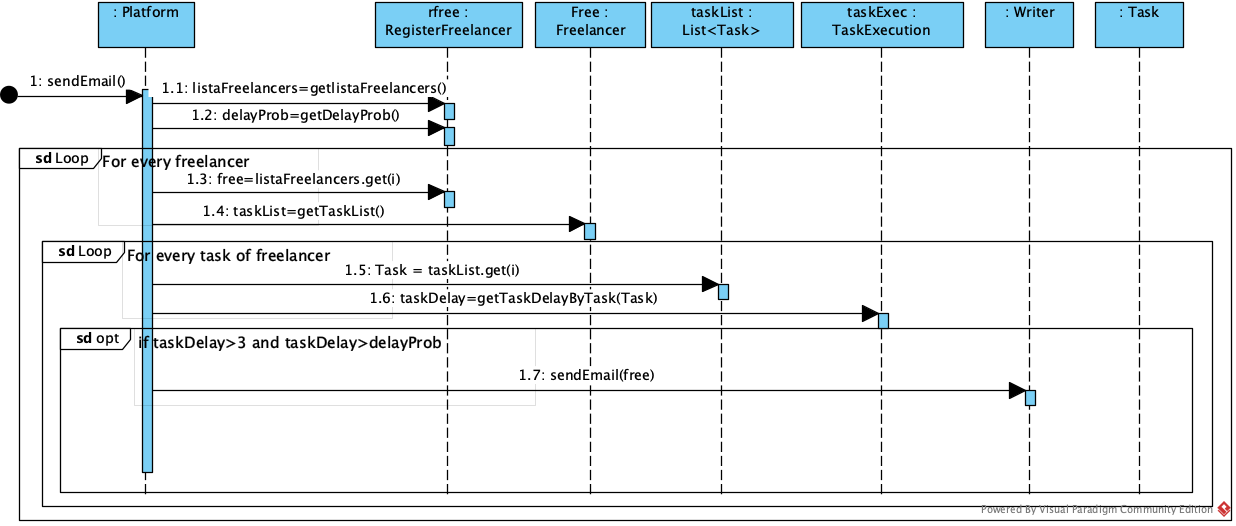 : Platform
rfree :
RegisterFreelancer
Free :
Freelancer
taskList :
List<Task>
taskExec :
TaskExecution
: Writer
: Task
1: sendEmail()
1.1: listaFreelancers=getlistaFreelancers()
1.2: delayProb=getDelayProb()
sd Loop
For every freelancer
1.3: free=listaFreelancers.get(i)
1.4: taskList=getTaskList()
sd Loop
For every task of freelancer
1.5: Task = taskList.get(i)
1.6: taskDelay=getTaskDelayByTask(Task)
sd opt
if taskDelay>3 and taskDelay>delayProb
1.7: sendEmail(free)
Powered By Visual Paradigm Community Edition